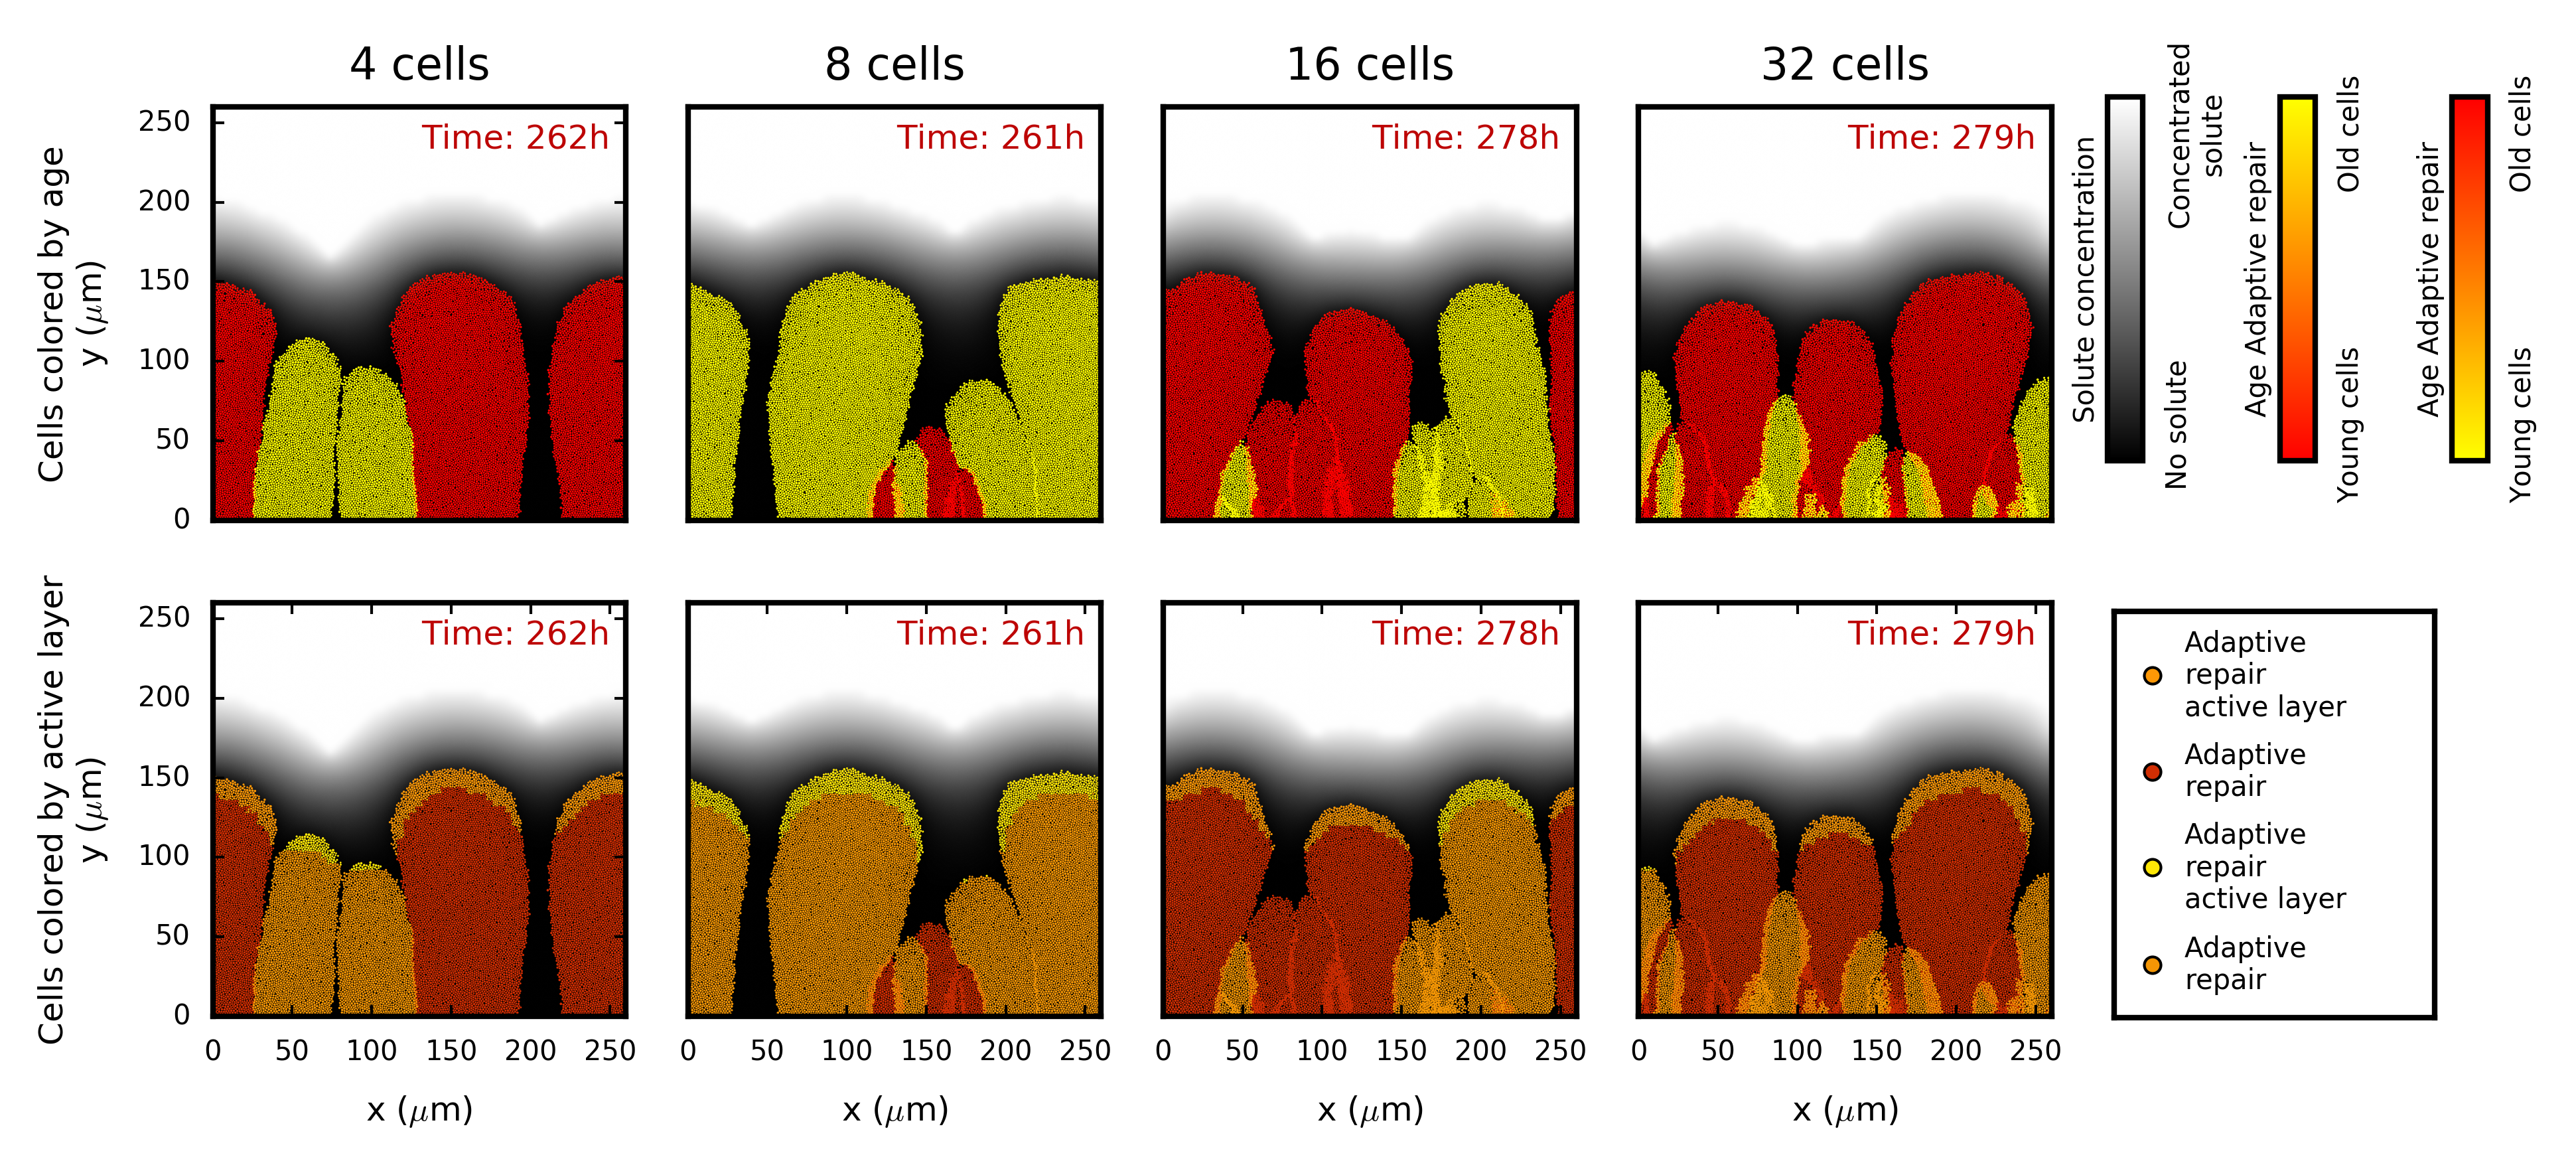 4 cells
8 cells
16 cells
32 cells
Cells colored by age
y (μm)
250
200
150
100
50
0
Time: 262h
Time: 261h
Time: 278h
Time: 279h
Solute concentration
No solute
Concentrated
solute
Age Adaptive repair
Young cells
Old cells
Age Adaptive repair
Young cells
Old cells
Cells colored by active layer
y (μm)
250
200
150
100
50
0
Time: 262h
Time: 261h
Time: 278h
Time: 279h
0 50 100 150 200 250
0 50 100 150 200 250
0 50 100 150 200 250
0 50 100 150 200 250
x (μm)
x (μm)
x (μm)
x (μm)
Adaptive
repair
active layer
Adaptive
repair
Adaptive
repair
active layer
Adaptive
repair